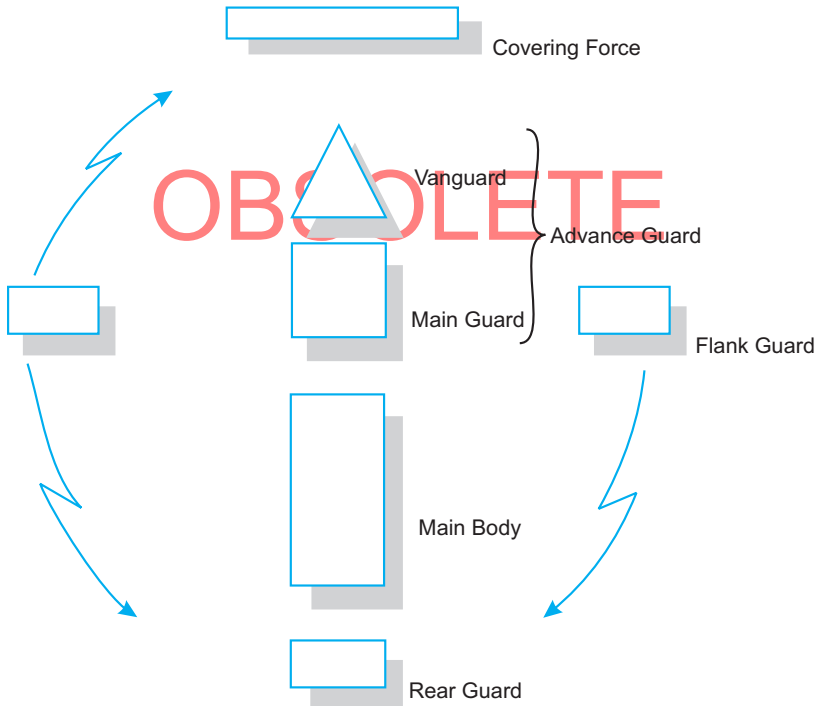 Covering Force
OBSOLETE
Vanguard
Advance Guard
Main Guard
Flank Guard
Main Body
Rear Guard